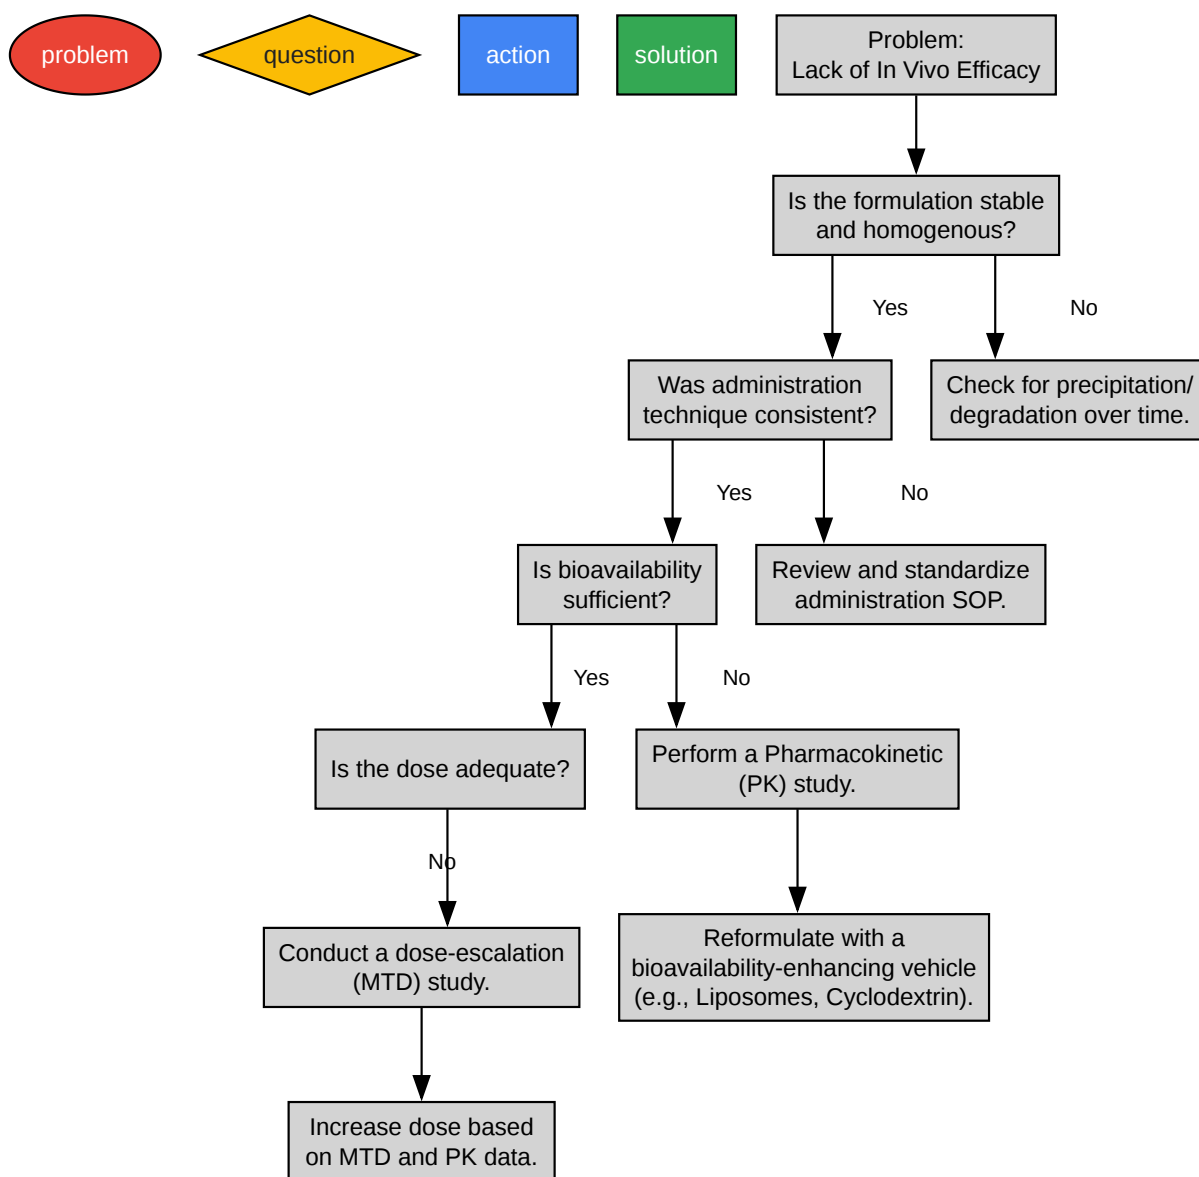 problem
question
action
solution
Problem:
Lack of In Vivo Efficacy
Is the formulation stable
and homogenous?
Yes
No
Was administration
technique consistent?
Check for precipitation/
degradation over time.
Yes
No
Is bioavailability
sufficient?
Review and standardize
administration SOP.
Yes
No
Is the dose adequate?
Perform a Pharmacokinetic
(PK) study.
No
Conduct a dose-escalation
(MTD) study.
Reformulate with a
bioavailability-enhancing vehicle
(e.g., Liposomes, Cyclodextrin).
Increase dose based
on MTD and PK data.